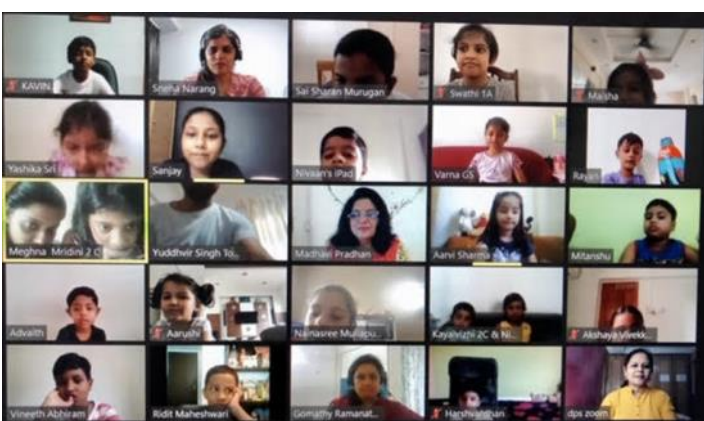 KAVIN
Sneha Narang
Sai Sharan Murugan
Swathi 1A
Maisha
Yashika Sri
Sanjay
Nivaan's iPad
Varna GS
Rayan
Meghna Mridini 2 C
Yuddhvir Singh To...
Madhavi Pradhan
Aarvi Sharma
Mitanshu
Advaith
Aarushi
Nainasree Mullapu...
Kayalvizhi 2C & Ni...
Akshaya Vivekk...
Vineeth Abhiram
Ridit Maheshwari
Gomathy Ramanat...
Harshvardhan
dps zoom